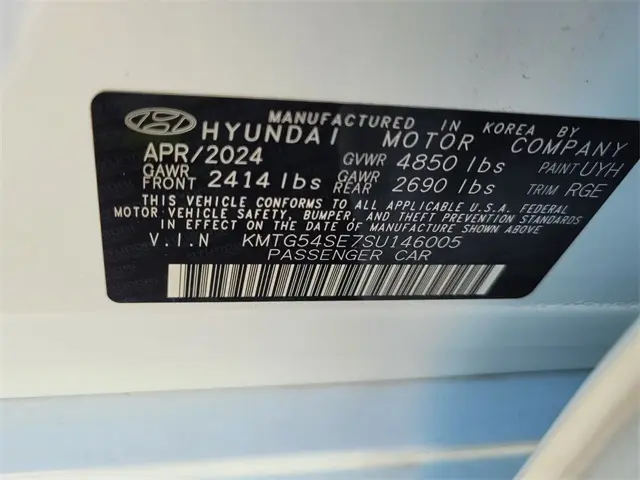 MANUFACTURED IN KOREA BY
HYUNDAI MOTOR COMPANY
APR/2024 GVWR 4850 lbs PAINT UYH
GAWR FRONT 2414 lbs GAWR REAR 2690 lbs TRIM RGE
THIS VEHICLE CONFORMS TO ALL APPLICABLE U.S.A. FEDERAL
MOTOR VEHICLE SAFETY, BUMPER, AND THEFT PREVENTION STANDARDS
IN EFFECT ON THE DATE OF MANUFACTURE SHOWN ABOVE
V.I.N KMTG54SE7SU146005
PASSENGER CAR